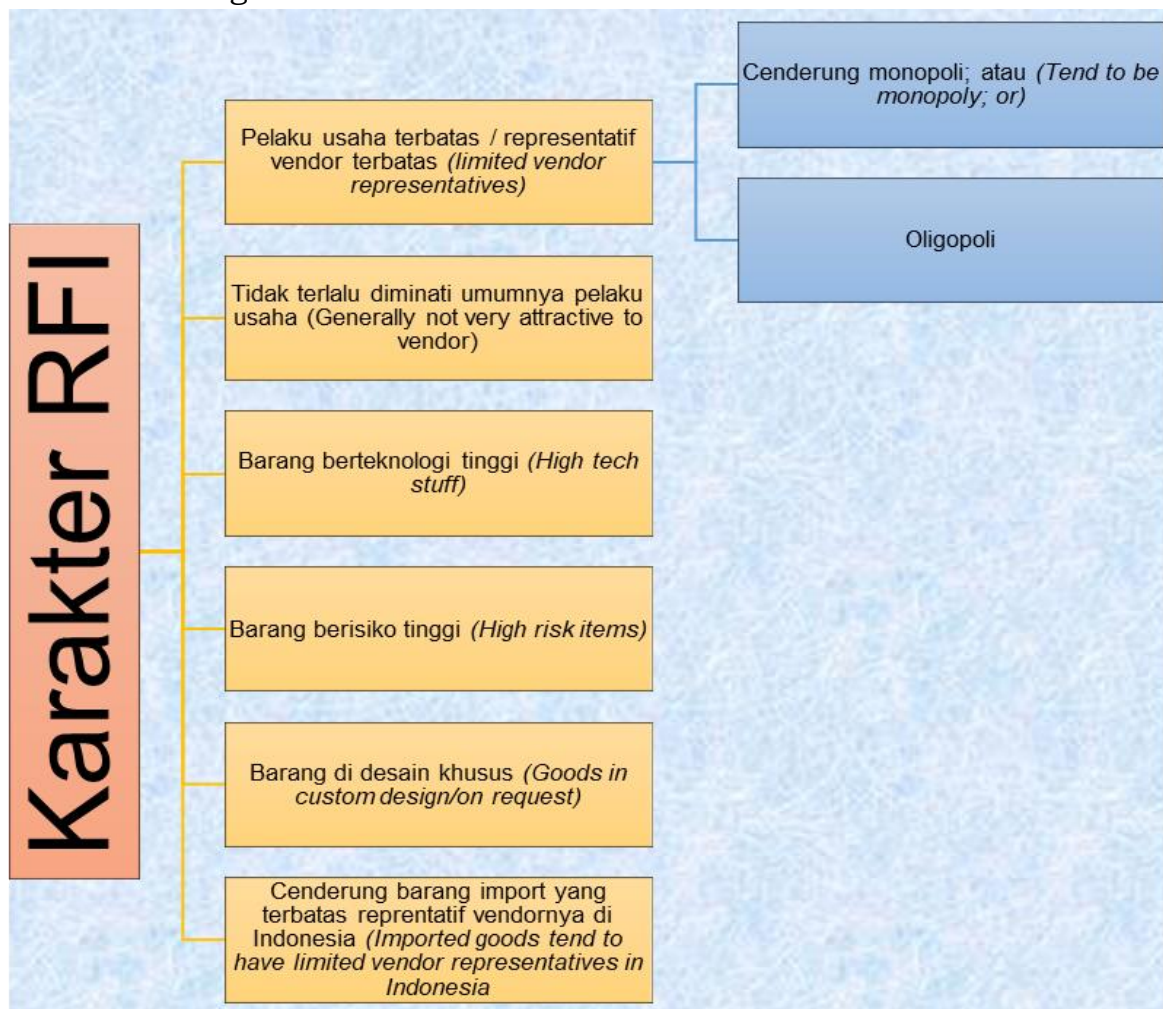 Karakter RFI
Pelaku usaha terbatas / representatif
vendor terbatas (limited vendor
representatives)
Cenderung monopoli; atau (Tend to be
monopoly; or)
Oligopoli
Tidak terlalu diminati umumnya pelaku
usaha (Generally not very attractive to
vendor)
Barang berteknologi tinggi (High tech
stuff)
Barang berisiko tinggi (High risk items)
Barang di desain khusus (Goods in
custom design/on request)
Cenderung barang import yang
terbatas reprentatif vendornya di
Indonesia (Imported goods tend to
have limited vendor representatives in
Indonesia